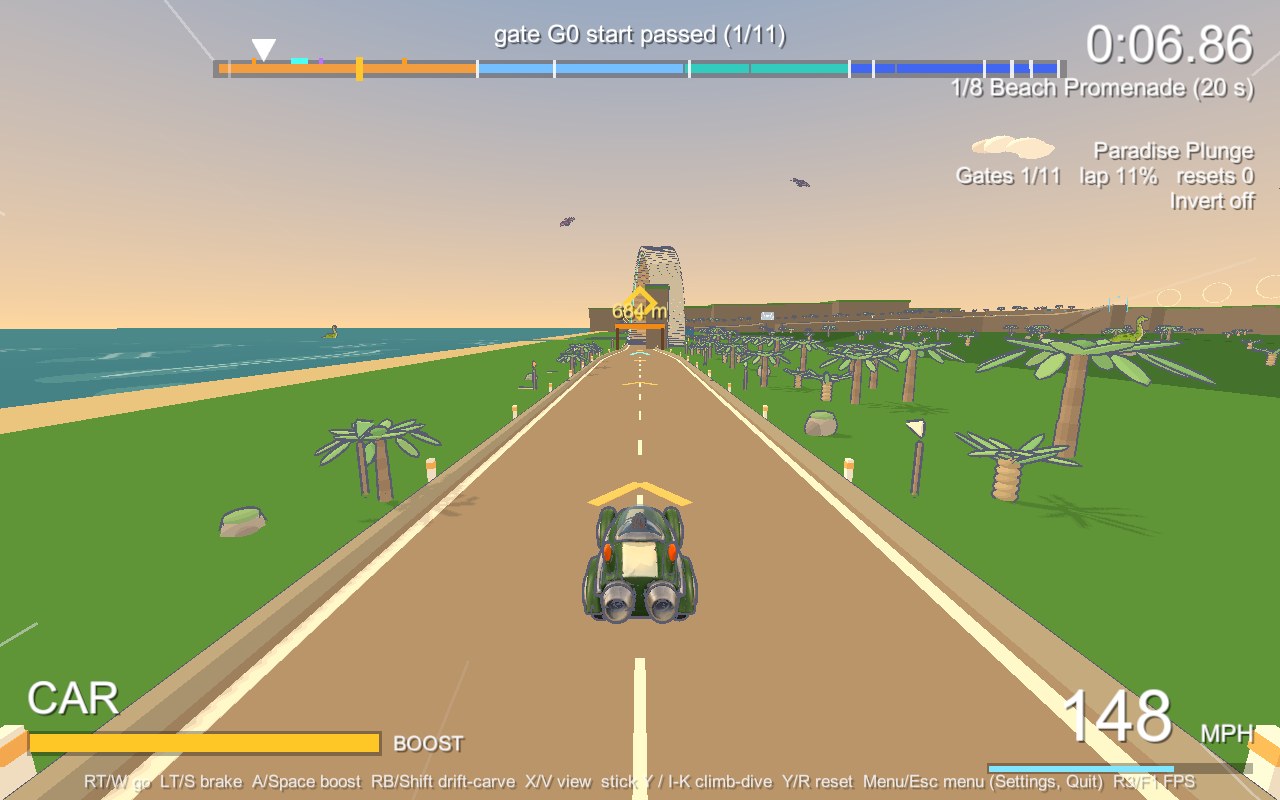 gate G0 start passed (1/11)
0:06.86
1/8 Beach Promenade (20 s)
Paradise Plunge
Gates 1/11 lap 11% resets 0
Invert off
664 m
CAR
BOOST
148 MPH
RT/W go LT/S brake A/Space boost RB/Shift drift-carve X/V view stick Y / I-K climb-dive Y/R reset Menu/Esc menu (Settings, Quit) R3/F1 FPS